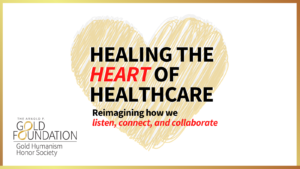 HEALING THE
HEART OF
HEALTHCARE
Reimagining how we
listen, connect, and collaborate
THE ARNOLD P.
GOLD
FOUNDATION
Gold Humanism
Honor Society